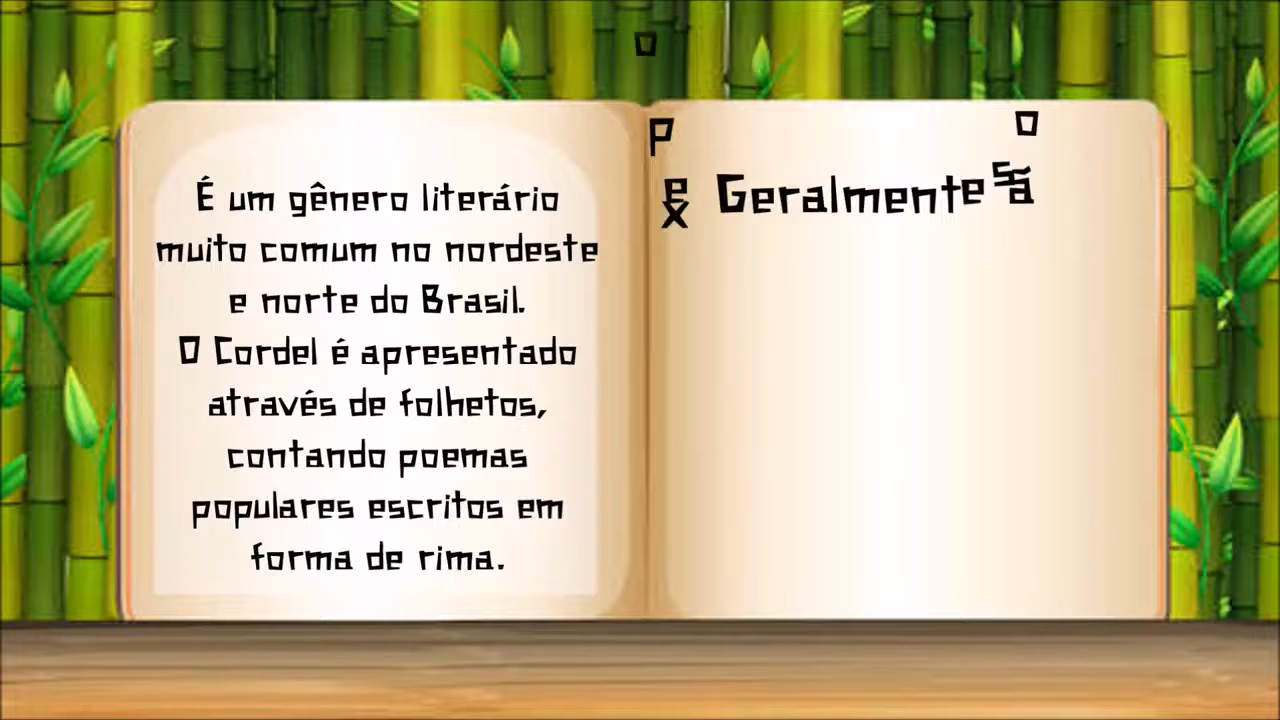 É um gênero literário
muito comum no nordeste
e norte do Brasil.
O Cordel é apresentado
através de folhetos,
contando poemas
populares escritos em
forma de rima.
Geralmente são
e x p o